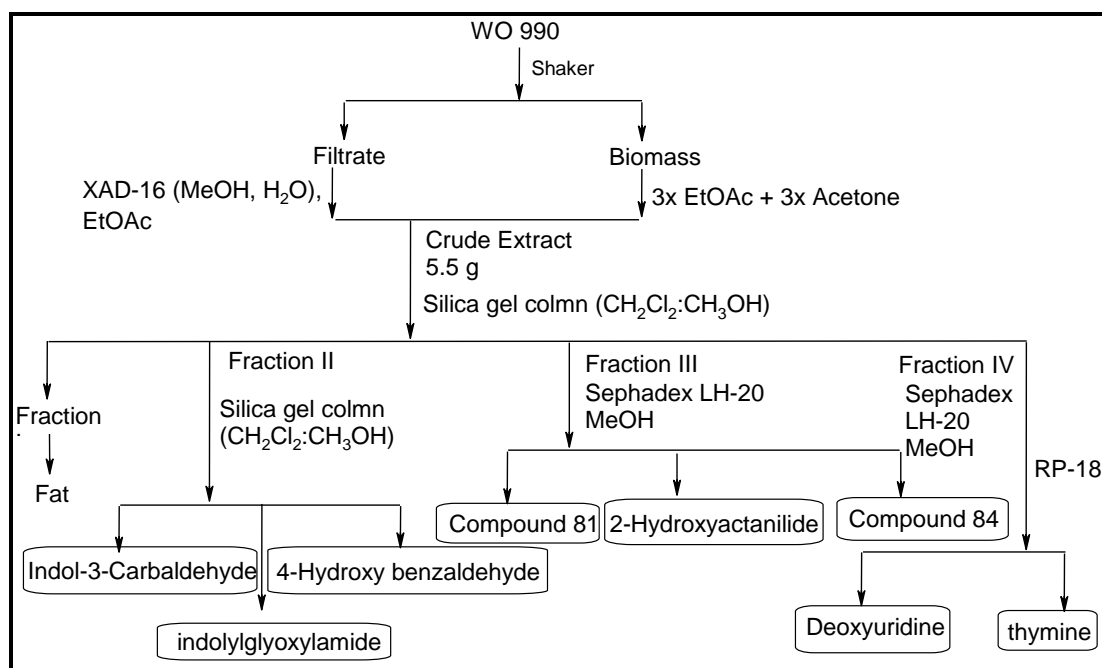 WO 990
Shaker
Filtrate
Biomass
XAD-16 (MeOH, H₂O),
EtOAc
3x EtOAc + 3x Acetone
Crude Extract
5.5 g
Silica gel colmn (CH₂Cl₂:CH₃OH)
Fraction
Fat
Fraction II
Silica gel colmn
(CH₂Cl₂:CH₃OH)
Fraction III
Sephadex LH-20
MeOH
Fraction IV
Sephadex
LH-20
MeOH
RP-18
Indol-3-Carbaldehyde
indolylglyoxylamide
4-Hydroxy benzaldehyde
Compound 81
2-Hydroxyactanilide
Compound 84
Deoxyuridine
thymine